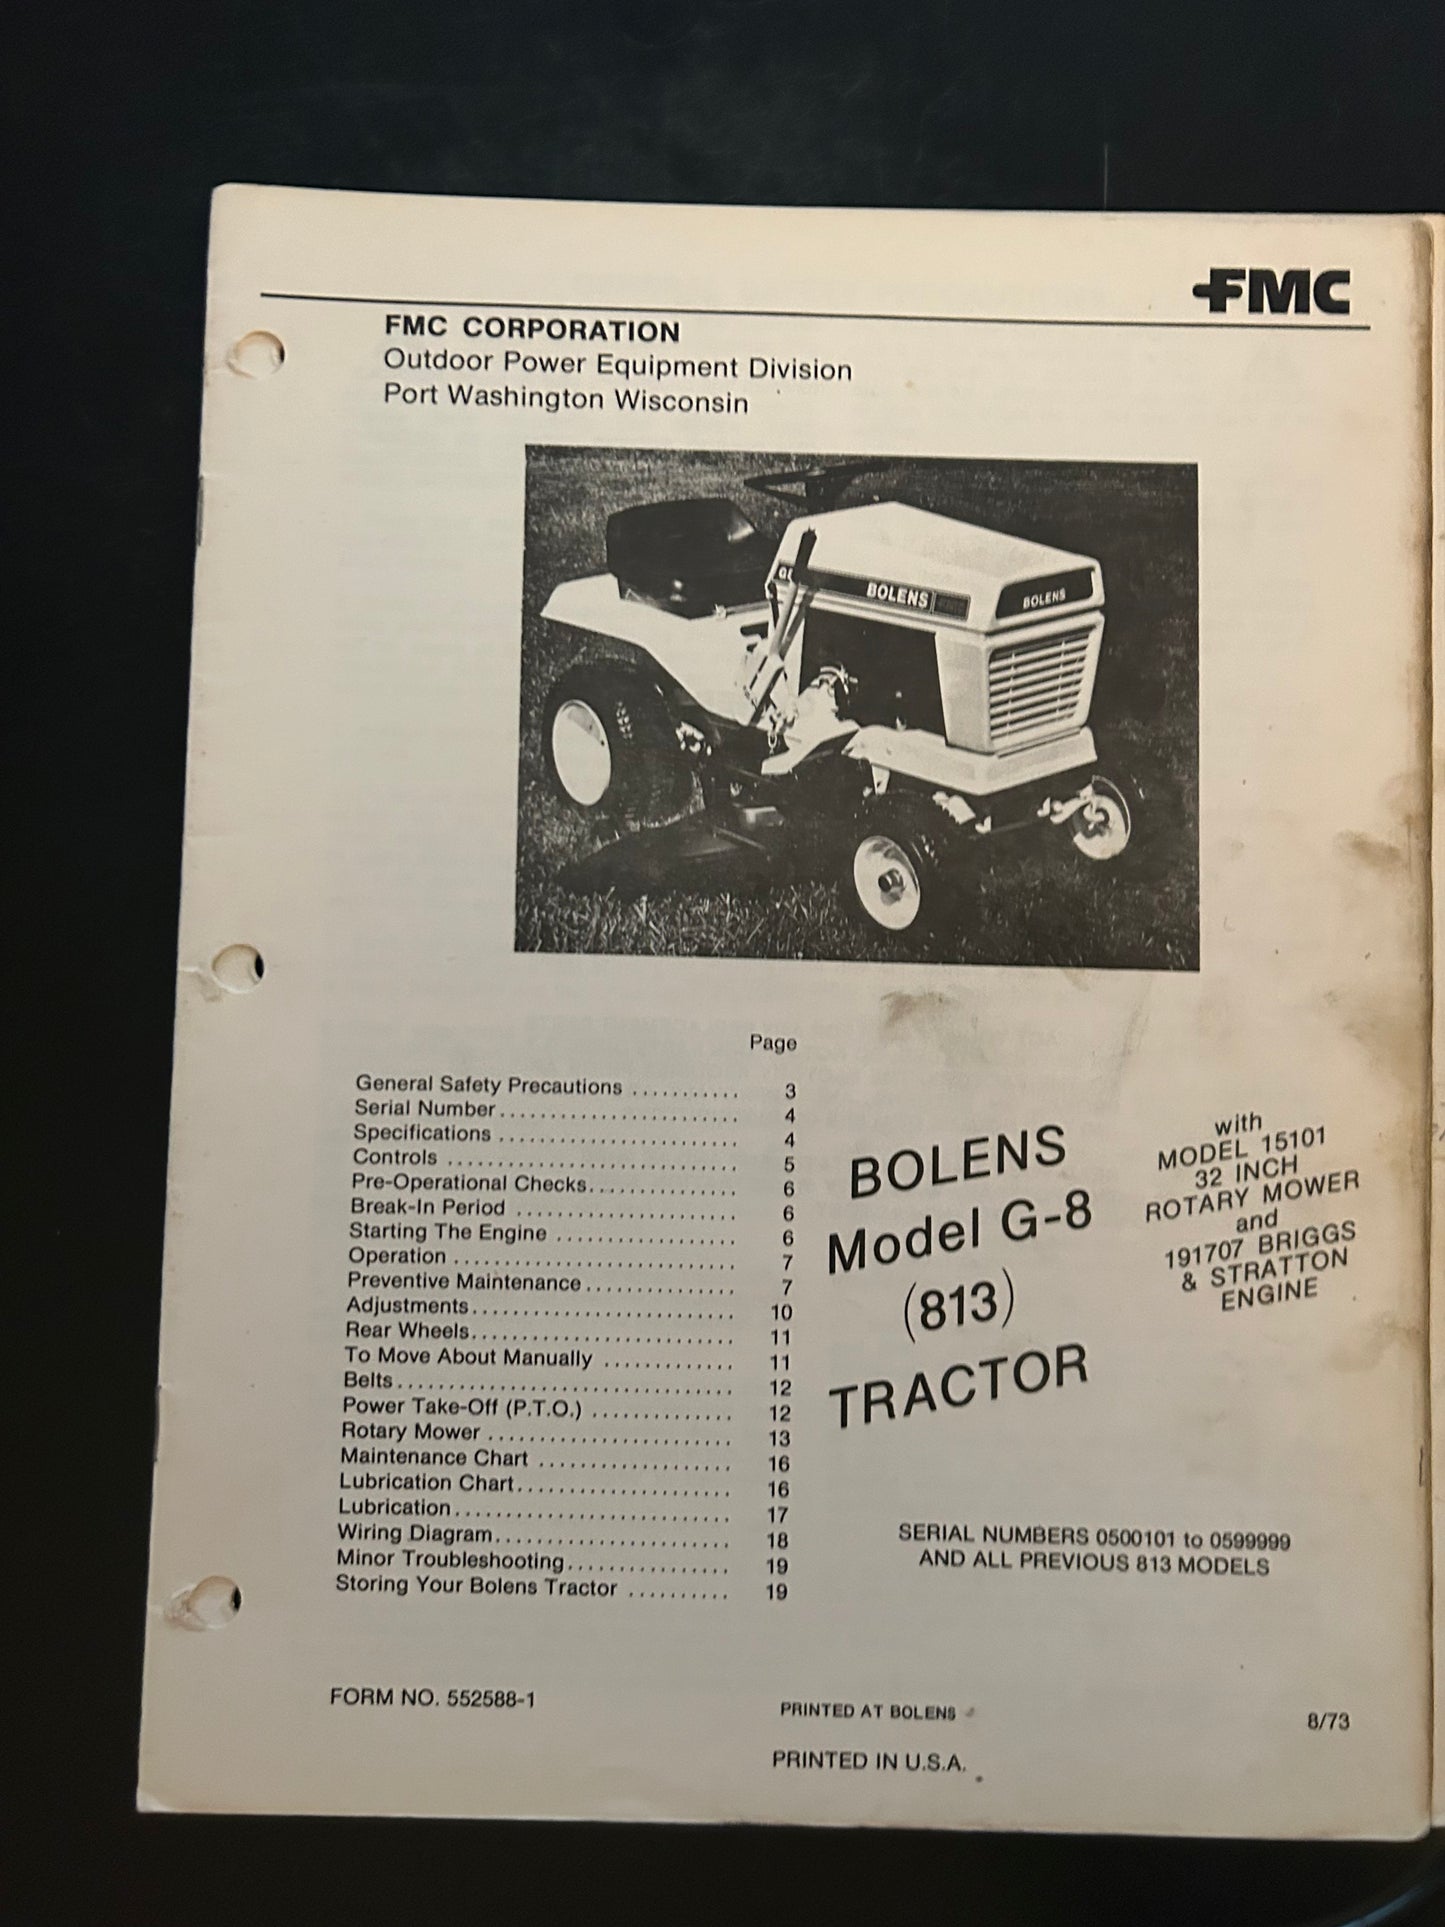 FMC
FMC CORPORATION
Outdoor Power Equipment Division
Port Washington Wisconsin
BOLENS
BOLENS
Page
General Safety Precautions ........... 3
Serial Number........................ 4
Specifications ........................ 4
Controls ............................. 5
Pre-Operational Checks............... 6
Break-In Period ...................... 6
Starting The Engine .................. 6
Operation ............................ 7
Preventive Maintenance............... 7
Adjustments.......................... 10
Rear Wheels.......................... 11
To Move About Manually ............. 11
Belts................................. 12
Power Take-Off (P.T.O.) .............. 12
Rotary Mower ........................ 13
Maintenance Chart ................... 16
Lubrication Chart..................... 16
Lubrication........................... 17
Wiring Diagram....................... 18
Minor Troubleshooting................ 19
Storing Your Bolens Tractor .......... 19
BOLENS
Model G-8
(813)
TRACTOR
with
MODEL 15101
32 INCH
ROTARY MOWER
and
191707 BRIGGS
& STRATTON
ENGINE
SERIAL NUMBERS 0500101 to 0599999
AND ALL PREVIOUS 813 MODELS
FORM NO. 552588-1
PRINTED AT BOLENS
8/73
PRINTED IN U.S.A.